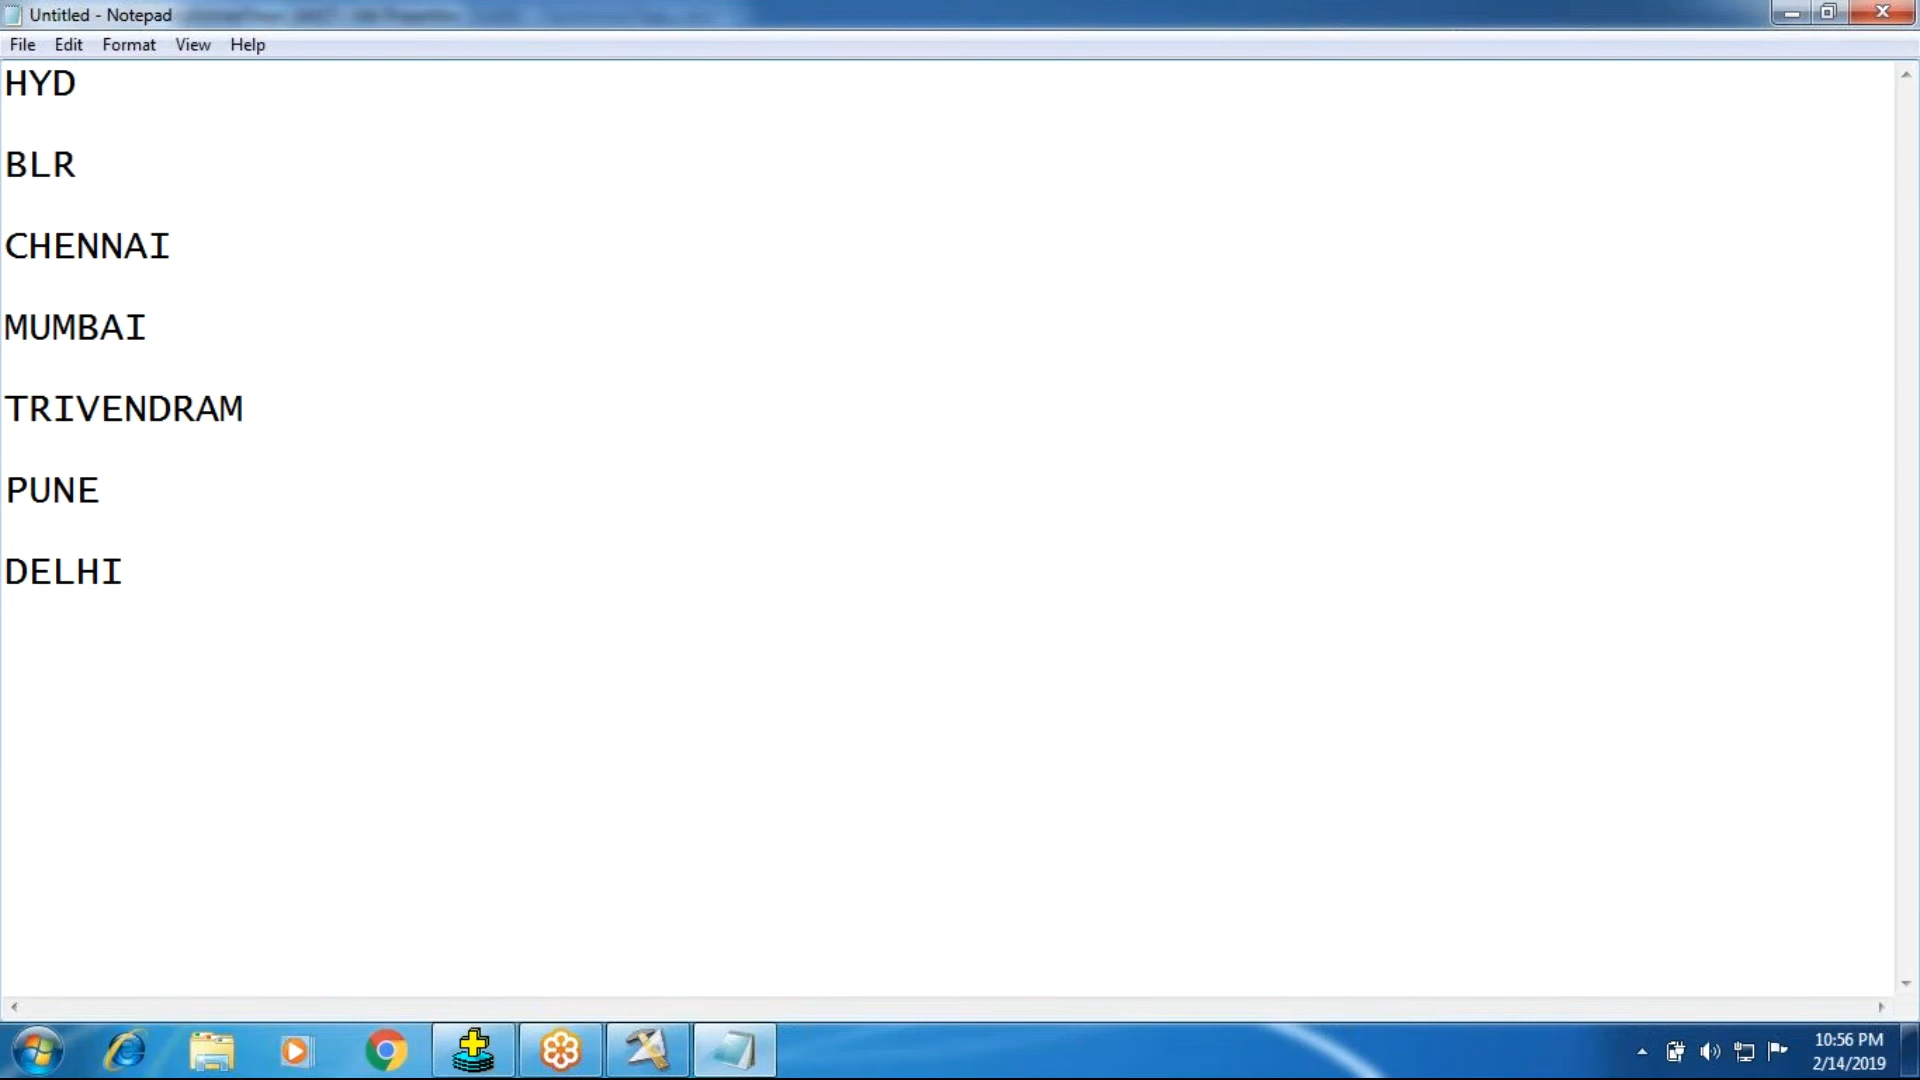 Untitled - Notepad
File Edit Format View Help
HYD
BLR
CHENNAI
MUMBAI
TRIVENDRAM
PUNE
DELHI
10:56 PM
2/14/2019